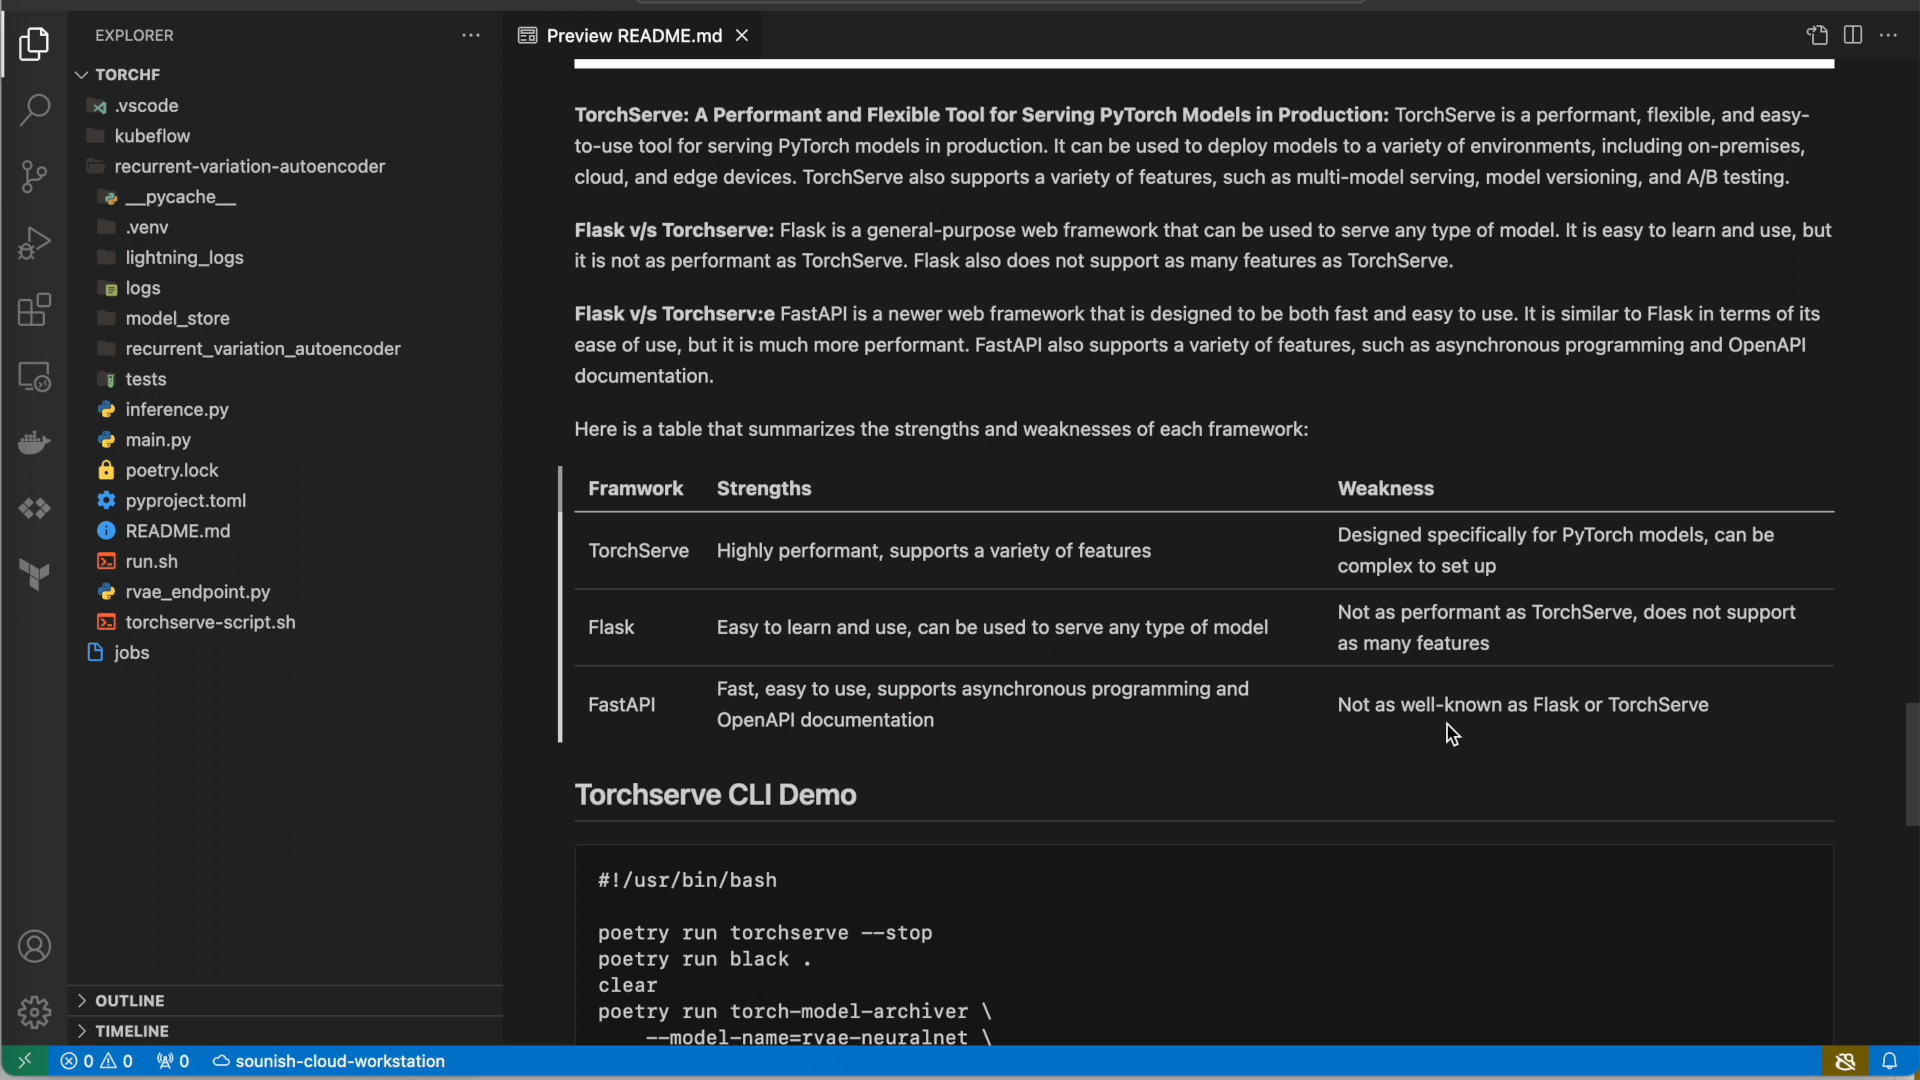 EXPLORER
TORCHF
.vscode
kubeflow
recurrent-variation-autoencoder
__pycache__
.venv
lightning_logs
logs
model_store
recurrent_variation_autoencoder
tests
inference.py
main.py
poetry.lock
pyproject.toml
README.md
run.sh
rvae_endpoint.py
torchserve-script.sh
jobs
OUTLINE
TIMELINE
Preview README.md
TorchServe: A Performant and Flexible Tool for Serving PyTorch Models in Production: TorchServe is a performant, flexible, and easy-
to-use tool for serving PyTorch models in production. It can be used to deploy models to a variety of environments, including on-premises,
cloud, and edge devices. TorchServe also supports a variety of features, such as multi-model serving, model versioning, and A/B testing.
Flask v/s Torchserve: Flask is a general-purpose web framework that can be used to serve any type of model. It is easy to learn and use, but
it is not as performant as TorchServe. Flask also does not support as many features as TorchServe.
Flask v/s Torchserv:e FastAPI is a newer web framework that is designed to be both fast and easy to use. It is similar to Flask in terms of its
ease of use, but it is much more performant. FastAPI also supports a variety of features, such as asynchronous programming and OpenAPI
documentation.
Here is a table that summarizes the strengths and weaknesses of each framework:
Framwork Strengths Weakness
TorchServe Highly performant, supports a variety of features Designed specifically for PyTorch models, can be
complex to set up
Flask Easy to learn and use, can be used to serve any type of model Not as performant as TorchServe, does not support
as many features
FastAPI Fast, easy to use, supports asynchronous programming and
OpenAPI documentation Not as well-known as Flask or TorchServe
Torchserve CLI Demo
#!/usr/bin/bash
poetry run torchserve --stop
poetry run black .
clear
poetry run torch-model-archiver \
--model-name=rvae-neuralnet \
0 0 0 sounish-cloud-workstation